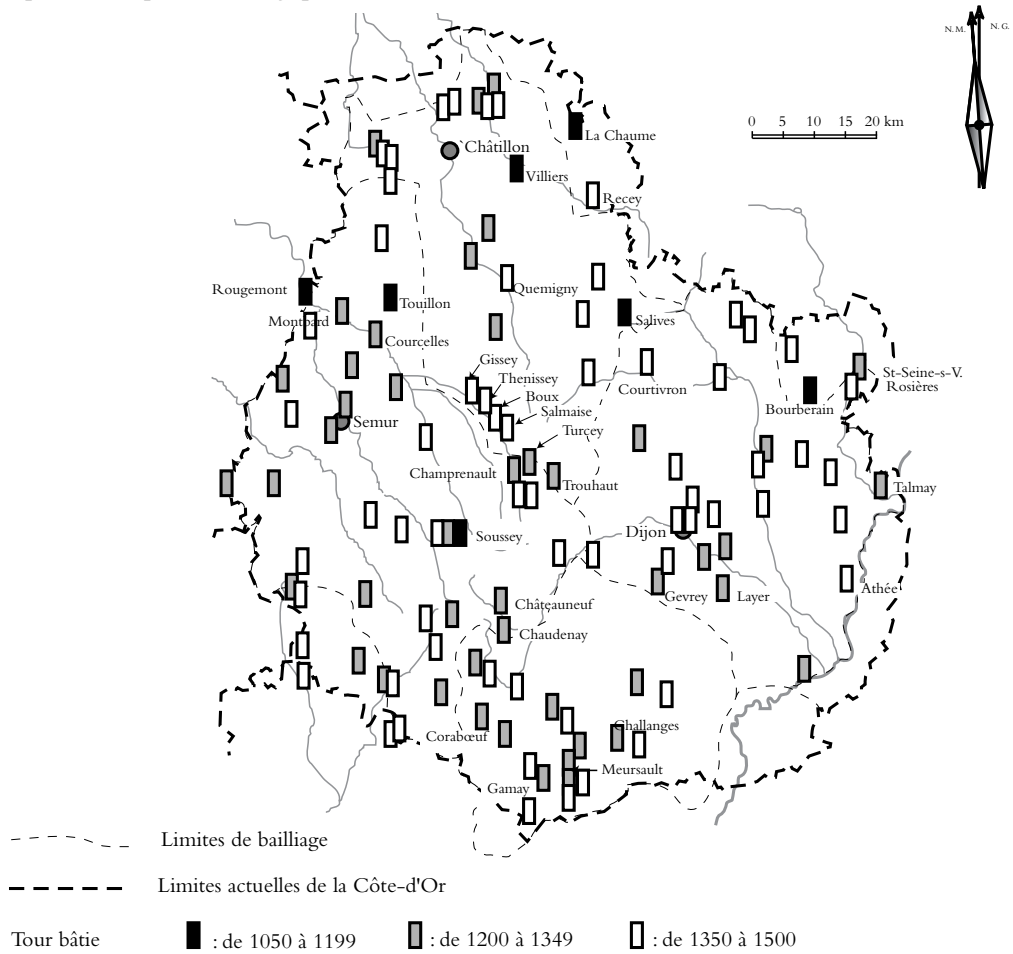 N.M. N.G.
0 5 10 15 20 km
La Chaume
Châtillon
Villiers
Recey
Rougemont
Touillon
Quemigny
Montbard
Salives
Courcelles
Gissey
Thenissey
St-Seine-s-V.
Rosières
Courtivron
Boux
Bourberain
Salmaise
Semur
Turcey
Champrenault
Trouhaut
Talmay
Dijon
Soussey
Athée
Gevrey
Layer
Châteauneuf
Chaudenay
Challanges
Corabœuf
Meursault
Gamay
Limites de bailliage
Limites actuelles de la Côte-d'Or
Tour bâtie : de 1050 à 1199 : de 1200 à 1349 : de 1350 à 1500